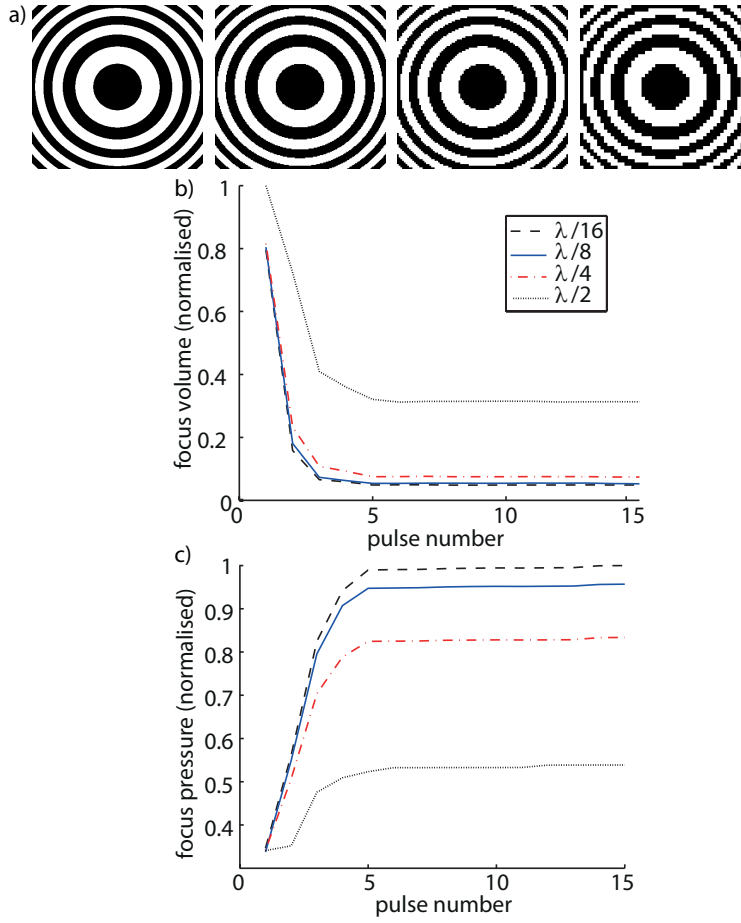 a)
b)
1
0.8
0.6
0.4
0.2
0
focus volume (normalised)
λ/16
λ/8
λ/4
λ/2
0
5
10
15
pulse number
c)
1
0.9
0.8
0.7
0.6
0.5
0.4
focus pressure (normalised)
0
5
10
15
pulse number